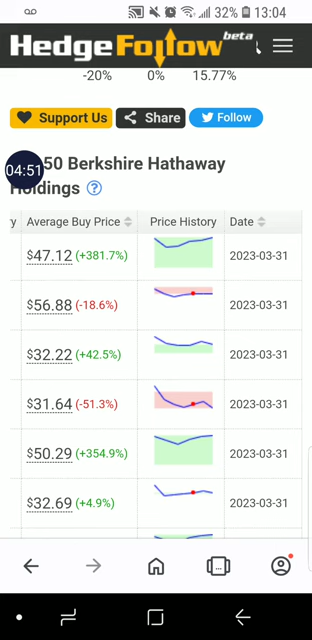 32% 13:04
HedgeFollow beta
-20% 0% 15.77%
Support Us Share Follow
04:51
50 Berkshire Hathaway
Holdings ?
y Average Buy Price Price History Date
$47.12 (+381.7%) 2023-03-31
$56.88 (-18.6%) 2023-03-31
$32.22 (+42.5%) 2023-03-31
$31.64 (-51.3%) 2023-03-31
$50.29 (+354.9%) 2023-03-31
$32.69 (+4.9%) 2023-03-31